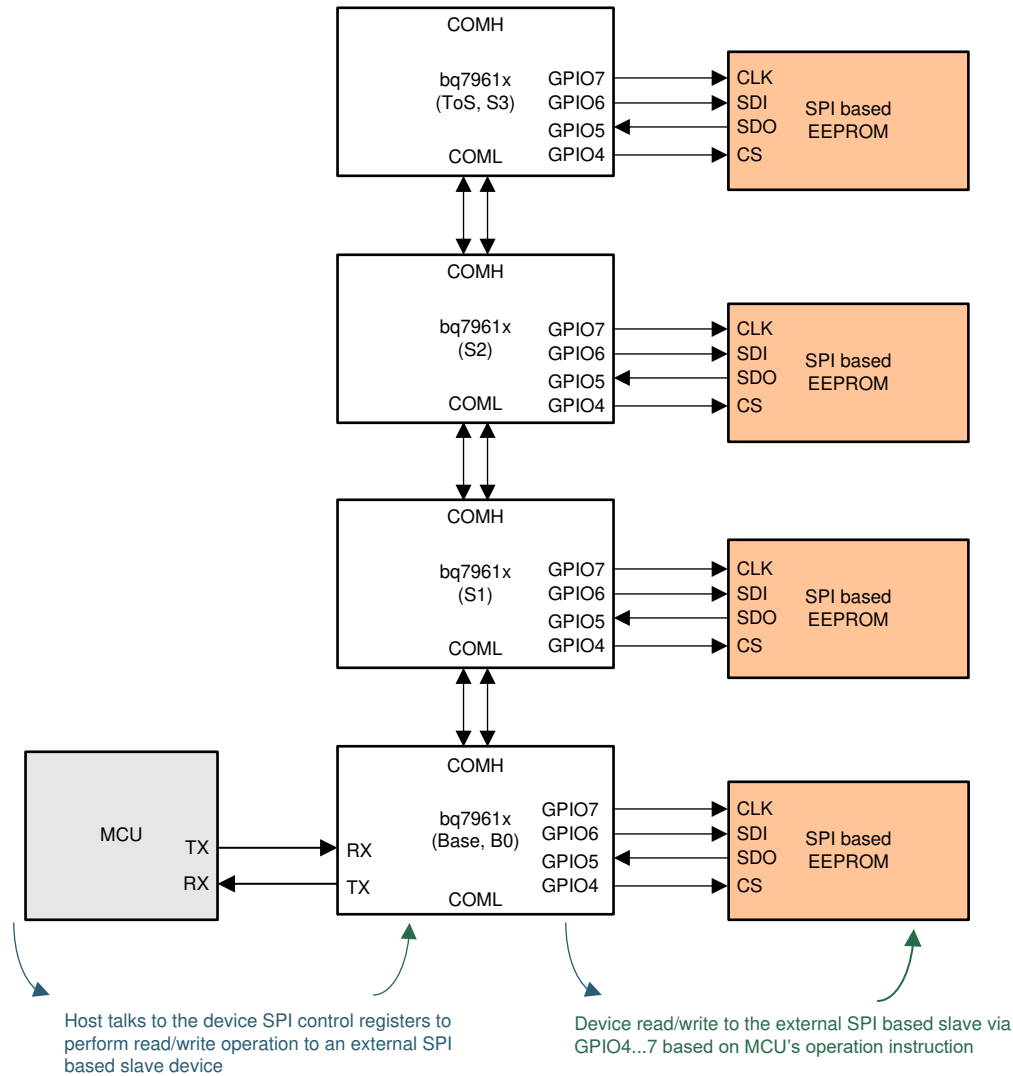 COMH
bq7961x
(ToS, S3)
COML
GPIO7
GPIO6
GPIO5
GPIO4
CLK
SDI
SDO
CS
SPI based
EEPROM
COMH
bq7961x
(S2)
COML
GPIO7
GPIO6
GPIO5
GPIO4
CLK
SDI
SDO
CS
SPI based
EEPROM
COMH
bq7961x
(S1)
COML
GPIO7
GPIO6
GPIO5
GPIO4
CLK
SDI
SDO
CS
SPI based
EEPROM
MCU
TX
RX
COMH
bq7961x
(Base, B0)
RX
TX
COML
GPIO7
GPIO6
GPIO5
GPIO4
CLK
SDI
SDO
CS
SPI based
EEPROM
Host talks to the device SPI control registers to
perform read/write operation to an external SPI
based slave device
Device read/write to the external SPI based slave via
GPIO4...7 based on MCU's operation instruction